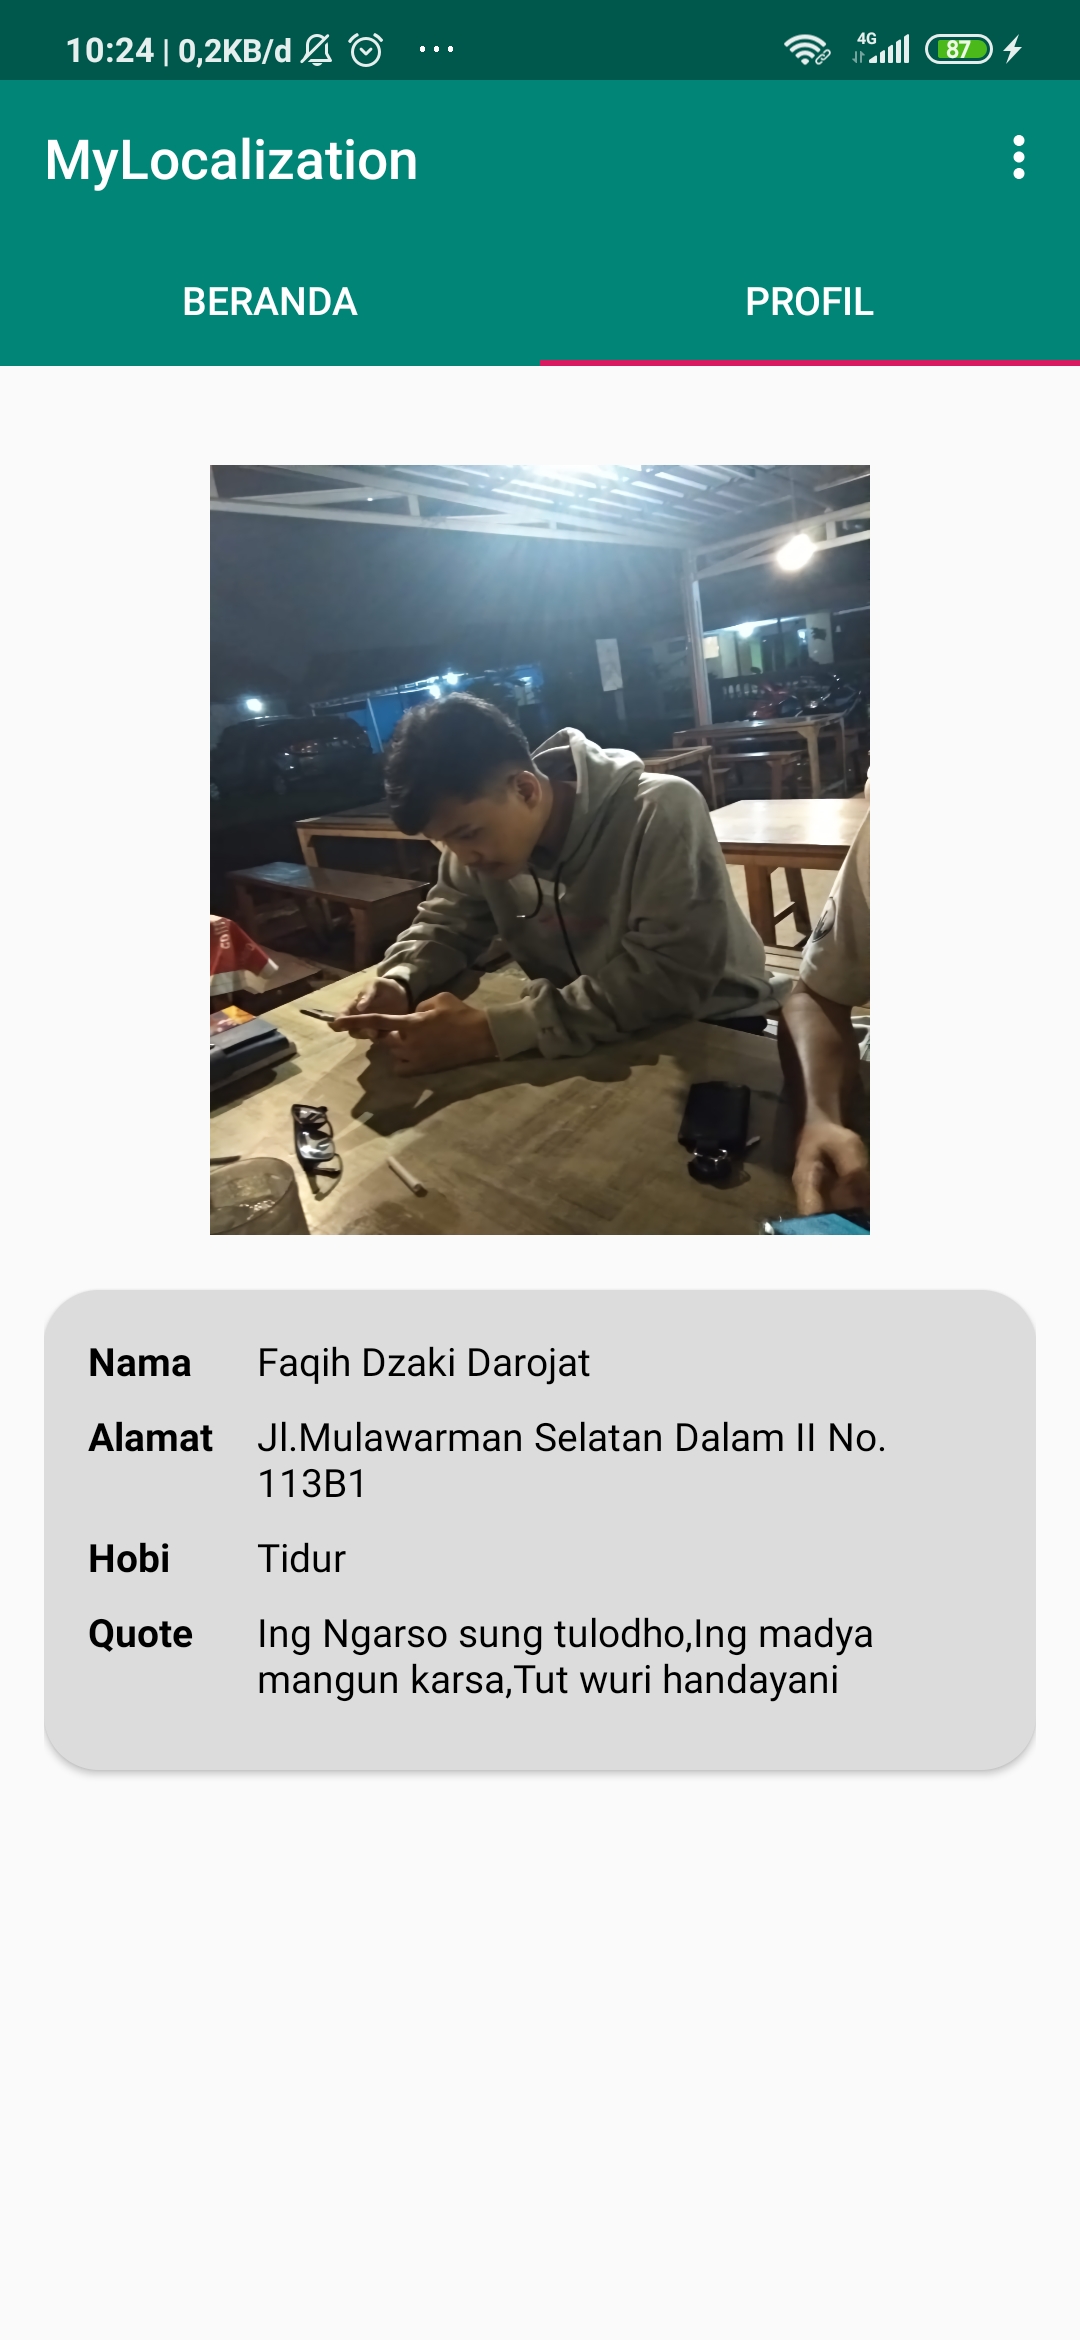 10:24 | 0,2KB/d
4G
87
MyLocalization
BERANDA
PROFIL
Nama
Faqih Dzaki Darojat
Alamat
Jl.Mulawarman Selatan Dalam II No.
113B1
Hobi
Tidur
Quote
Ing Ngarso sung tulodho,Ing madya
mangun karsa,Tut wuri handayani